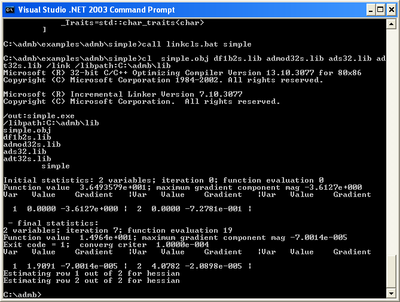 Visual Studio .NET 2003 Command Prompt
_Traits=std::char_traits<char>
]
C:\admb\examples\admb\simple>call linkcls.bat simple
C:\admb\examples\admb\simple>cl simple.obj df1b2s.lib admod32s.lib ads32.lib ad
t32s.lib /link /libpath:C:\admb\lib
Microsoft (R) 32-bit C/C++ Optimizing Compiler Version 13.10.3077 for 80x86
Copyright (C) Microsoft Corporation 1984-2002. All rights reserved.
Microsoft (R) Incremental Linker Version 7.10.3077
Copyright (C) Microsoft Corporation. All rights reserved.
/out:simple.exe
/libpath:C:\admb\lib
simple.obj
df1b2s.lib
admod32s.lib
ads32.lib
adt32s.lib
simple
Initial statistics: 2 variables; iteration 0; function evaluation 0
Function value 3.6493579e+001; maximum gradient component mag -3.6127e+000
Var Value Gradient |Var Value Gradient |Var Value Gradient
1 0.0000 -3.6127e+000 | 2 0.0000 -7.2781e-001 |
- final statistics:
2 variables; iteration 7; function evaluation 19
Function value 1.4964e+001; maximum gradient component mag -7.0014e-005
Exit code = 1; converg criter 1.0000e-004
Var Value Gradient |Var Value Gradient |Var Value Gradient
1 1.9091 -7.0014e-005 | 2 4.0782 -2.0898e-005 |
Estimating row 1 out of 2 for hessian
Estimating row 2 out of 2 for hessian
C:\admb>